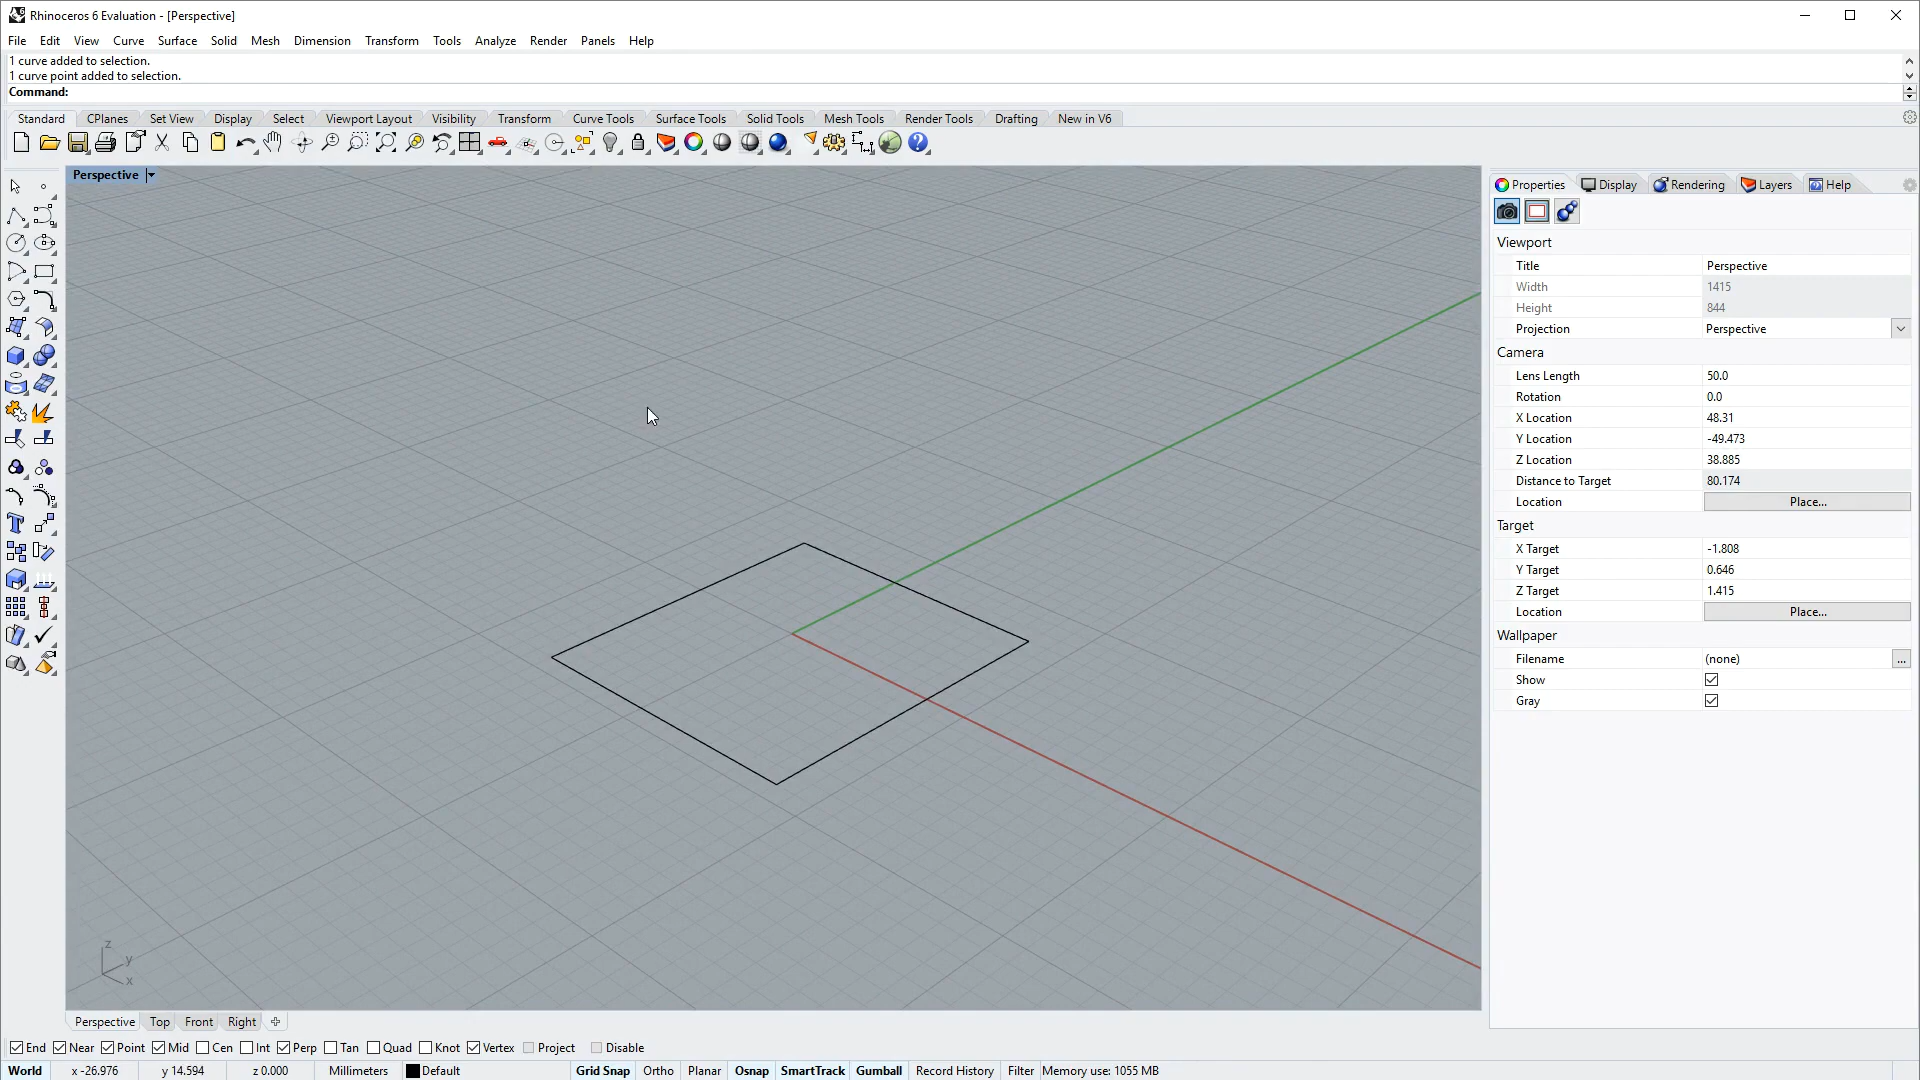 Rhinoceros 6 Evaluation - [Perspective]
File Edit View Curve Surface Solid Mesh Dimension Transform Tools Analyze Render Panels Help
1 curve added to selection.
1 curve point added to selection.
Command:
Standard CPlanes Set View Display Select Viewport Layout Visibility Transform Curve Tools Surface Tools Solid Tools Mesh Tools Render Tools Drafting New in V6
Perspective
Properties Display Rendering Layers Help
Viewport
Title Perspective
Width 1415
Height 844
Projection Perspective
Camera
Lens Length 50.0
Rotation 0.0
X Location 48.31
Y Location -49.473
Z Location 38.885
Distance to Target 80.174
Location Place...
Target
X Target -1.808
Y Target 0.646
Z Target 1.415
Location Place...
Wallpaper
Filename (none) ...
Show
Gray
z
y
x
Perspective Top Front Right
End Near Point Mid Cen Int Perp Tan Quad Knot Vertex Project Disable
World x -26.976 y 14.594 z 0.000 Millimeters Default Grid Snap Ortho Planar Osnap SmartTrack Gumball Record History Filter Memory use: 1055 MB